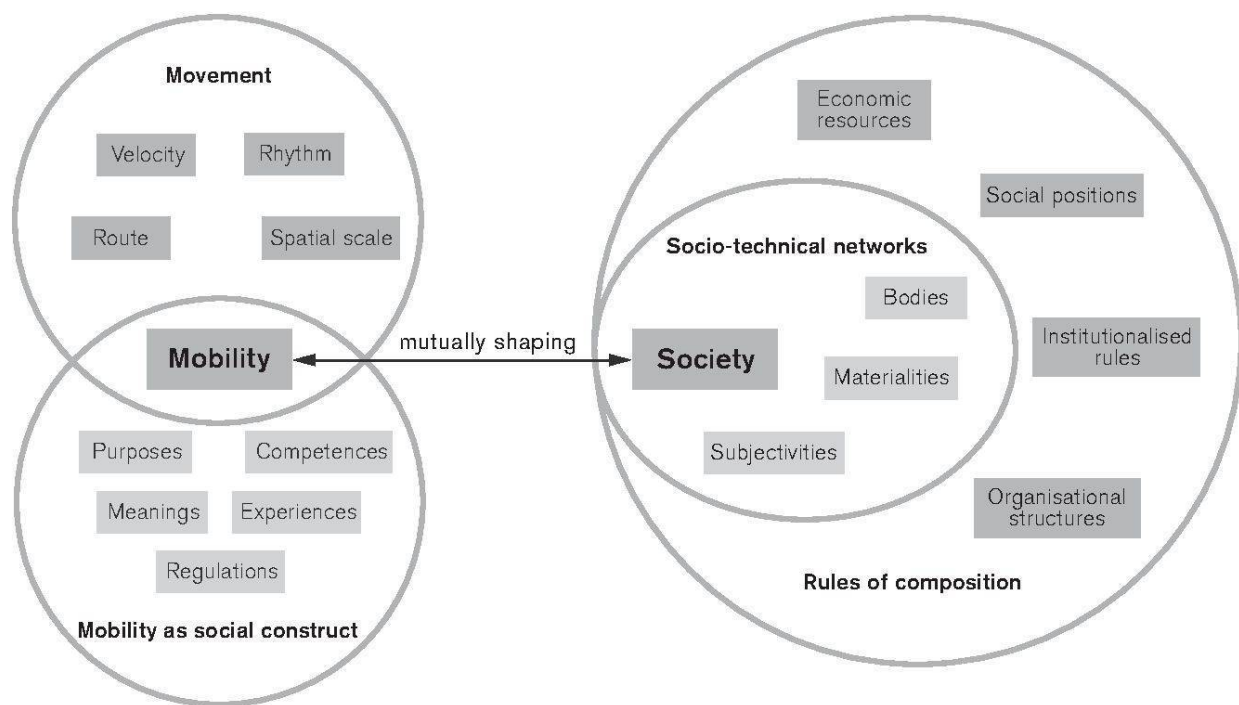 Movement
Velocity
Rhythm
Route
Spatial scale
Mobility
mutually shaping
Purposes
Competences
Meanings
Experiences
Regulations
Mobility as social construct
Economic
resources
Social positions
Socio-technical networks
Bodies
Society
Materialities
Subjectivities
Institutionalised
rules
Organisational
structures
Rules of composition